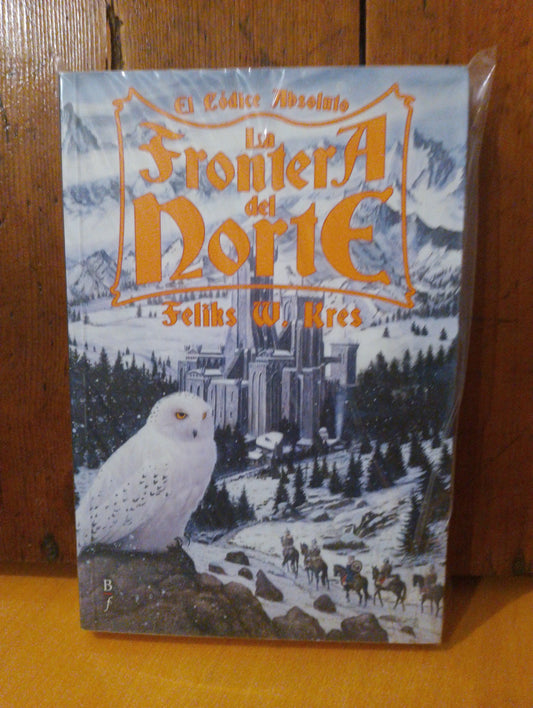 El Códice Absoluto
La
Frontera
del
Norte
Feliks W. Kres
B
f